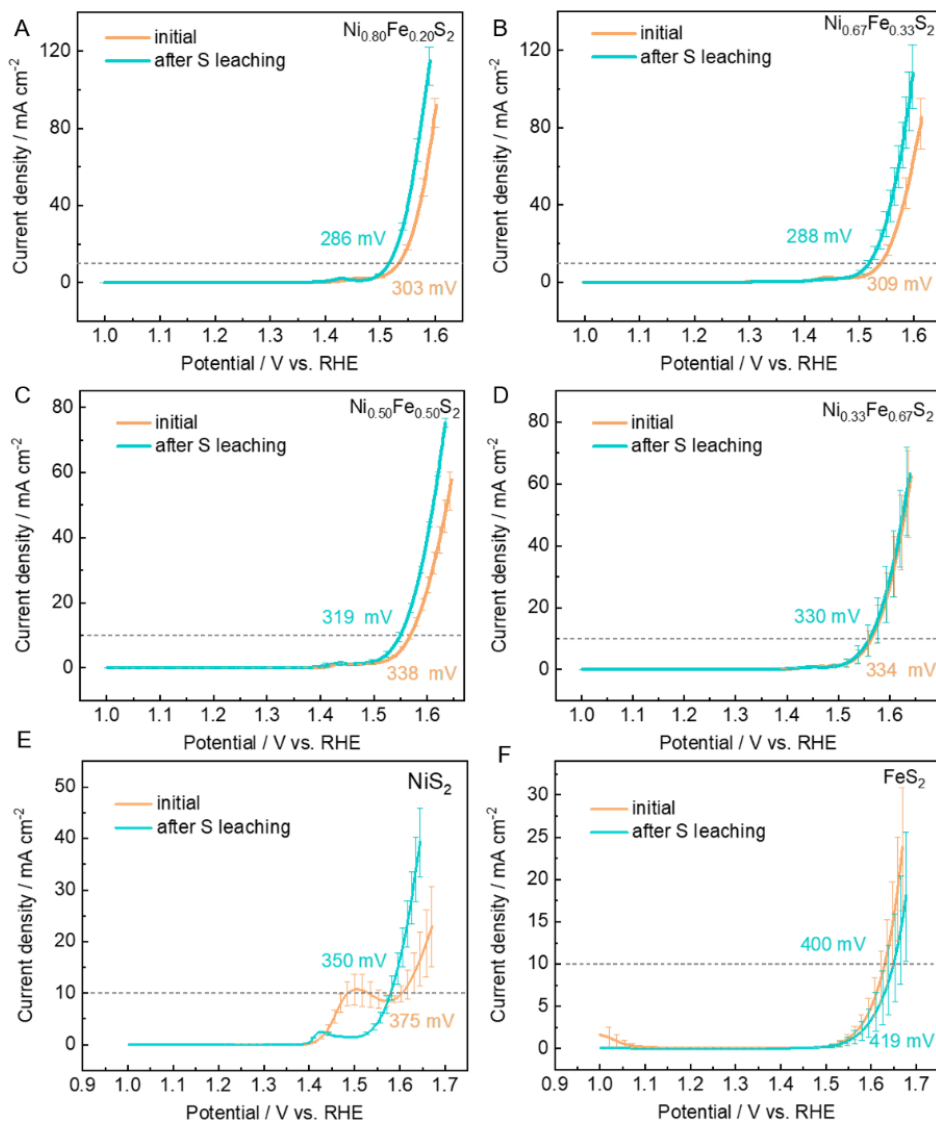 A
Ni0.80Fe0.20S2
initial
after S leaching
120
80
40
0
286 mV
303 mV
1.0 1.1 1.2 1.3 1.4 1.5 1.6
Potential / V vs. RHE
Current density / mA cm-2
B
Ni0.67Fe0.33S2
initial
after S leaching
120
80
40
0
288 mV
309 mV
1.0 1.1 1.2 1.3 1.4 1.5 1.6
Potential / V vs. RHE
Current density / mA cm-2
C
Ni0.50Fe0.50S2
initial
after S leaching
80
60
40
20
0
319 mV
338 mV
1.0 1.1 1.2 1.3 1.4 1.5 1.6
Potential / V vs. RHE
Current density / mA cm-2
D
Ni0.33Fe0.67S2
initial
after S leaching
80
60
40
20
0
330 mV
334 mV
1.0 1.1 1.2 1.3 1.4 1.5 1.6
Potential / V vs. RHE
Current density / mA cm-2
E
NiS2
initial
after S leaching
50
40
30
20
10
0
350 mV
375 mV
0.9 1.0 1.1 1.2 1.3 1.4 1.5 1.6 1.7
Potential / V vs. RHE
Current density / mA cm-2
F
FeS2
initial
after S leaching
30
25
20
15
10
5
0
400 mV
419 mV
0.9 1.0 1.1 1.2 1.3 1.4 1.5 1.6 1.7
Potential / V vs. RHE
Current density / mA cm-2